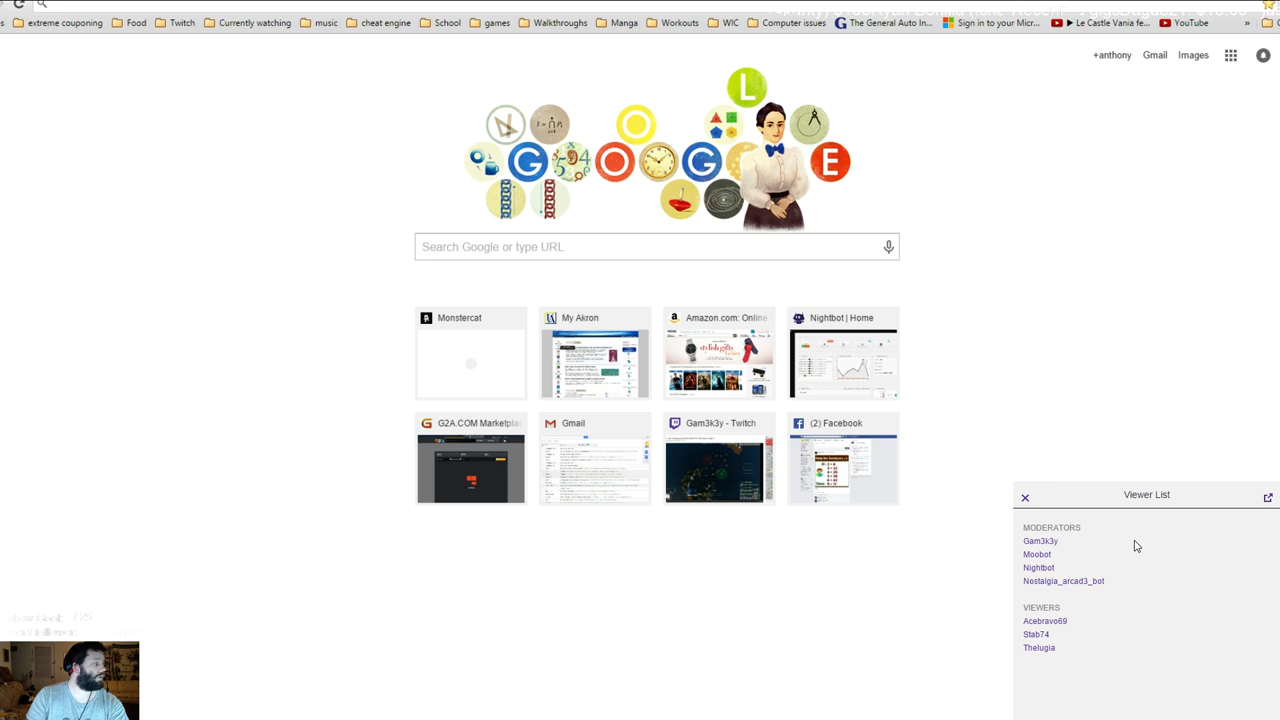 extreme couponing Food Twitch Currently watching music cheat engine School games Walkthroughs Manga Workouts WIC Computer issues The General Auto In... Sign in to your Micr... ► Le Castle Vania fe... YouTube »
+anthony Gmail Images
L
G O O G E
594
Search Google or type URL
Monstercat My Akron Amazon.com: Online Nightbot | Home
G2A.COM Marketplac Gmail Gam3k3y - Twitch (2) Facebook
Viewer List
MODERATORS
Gam3k3y
Moobot
Nightbot
Nostalgia_arcad3_bot
VIEWERS
Acebravo69
Stab74
Thelugia